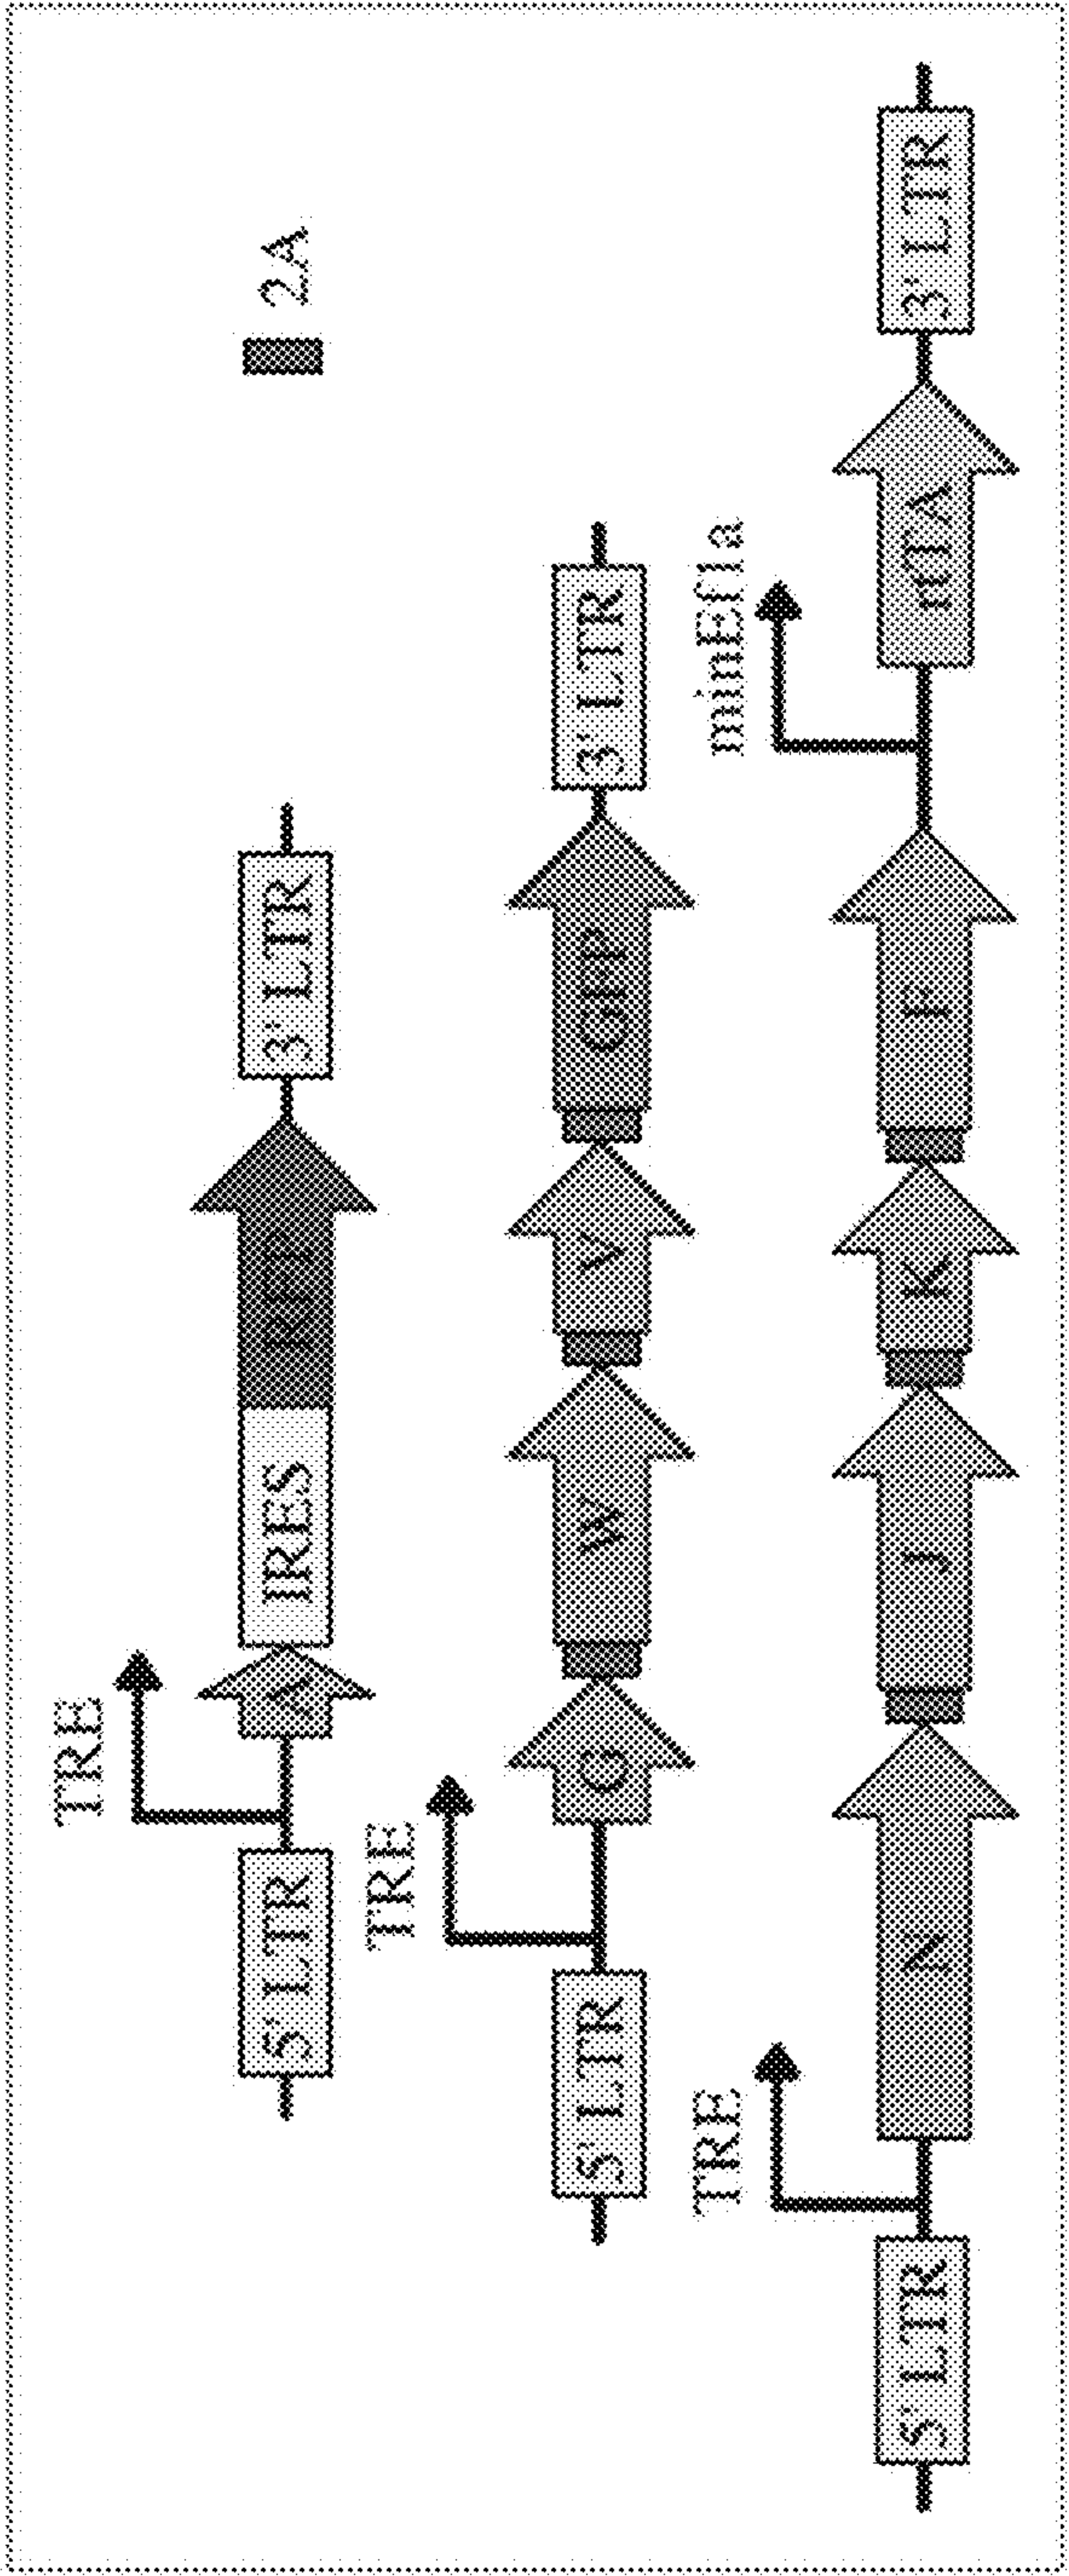 TRE
5' LTR A IRES RFP 3' LTR
2A
TRE
5' LTR G W V GFP 3' LTR
TRE minEf1a
5' LTR N J K F rtTA 3' LTR